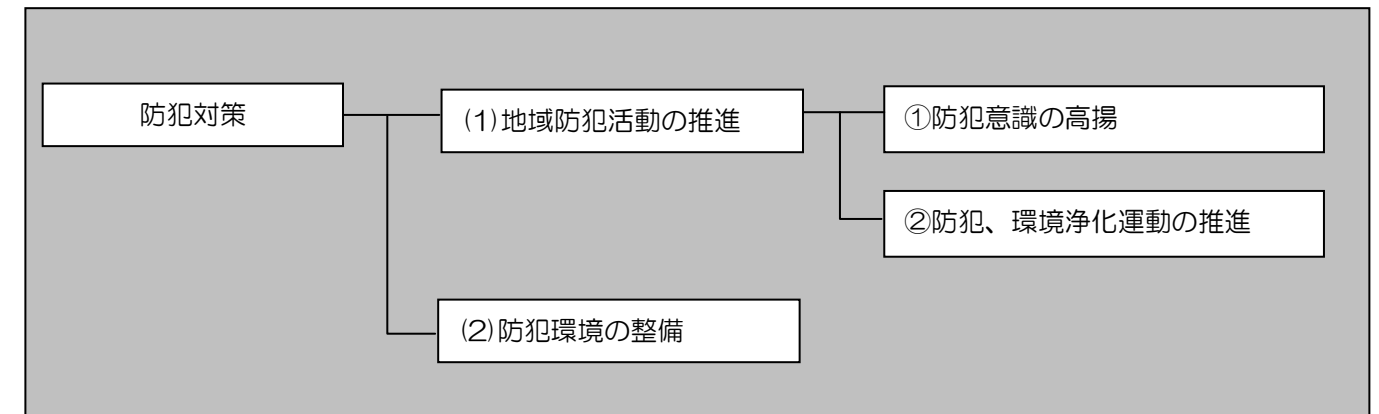 防犯対策
(1)地域防犯活動の推進
①防犯意識の高揚
②防犯、環境浄化運動の推進
(2)防犯環境の整備